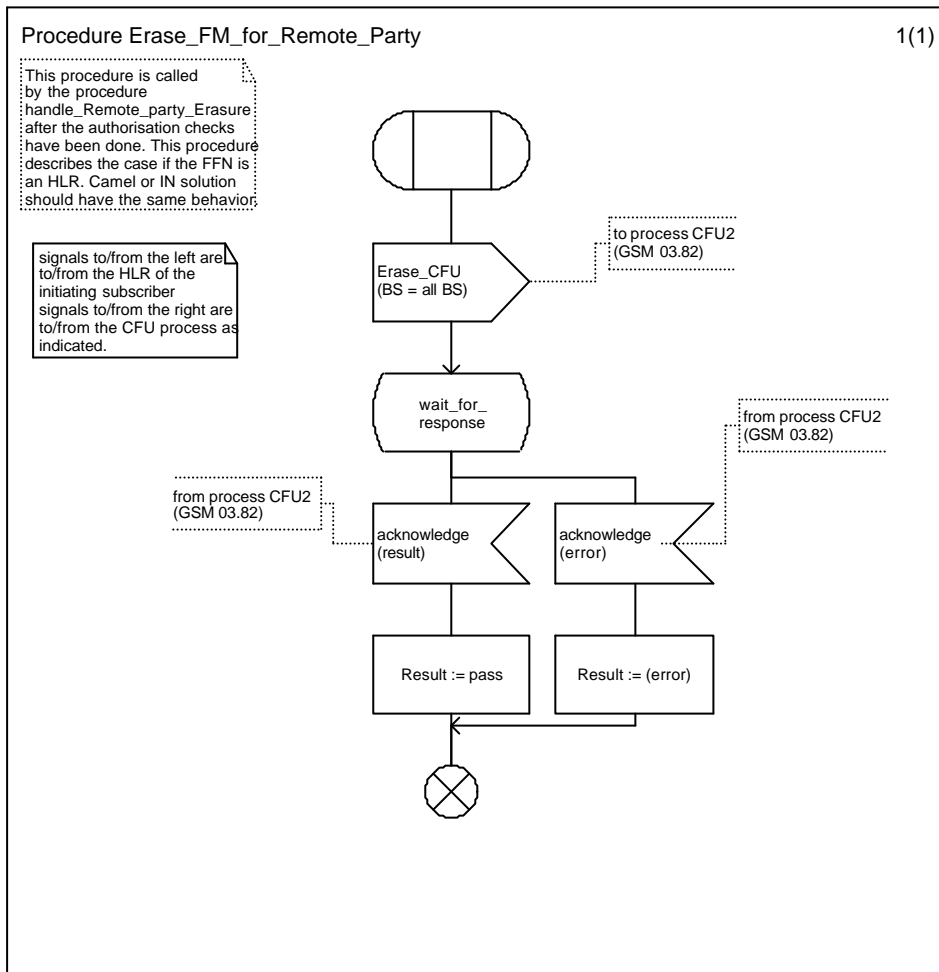 Procedure Erase_FM_for_Remote_Party
1(1)
This procedure is called
by the procedure
handle_Remote_party_Erasure
after the authorisation checks
have been done. This procedure
describes the case if the FFN is
an HLR. Camel or IN solution
should have the same behavior.
signals to/from the left are
to/from the HLR of the
initiating subscriber
signals to/from the right are
to/from the CFU process as
indicated.
to process CFU2
(GSM 03.82)
Erase_CFU
(BS = all BS)
wait_for_
response
from process CFU2
(GSM 03.82)
from process CFU2
(GSM 03.82)
acknowledge
(result)
acknowledge
(error)
Result := pass
Result := (error)